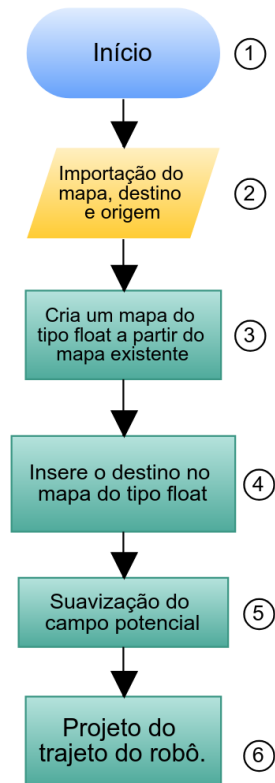 Início
1
Importação do
mapa, destino
e origem
2
Cria um mapa do
tipo float a partir do
mapa existente
3
Insere o destino no
mapa do tipo float
4
Suavização do
campo potencial
5
Projeto do
trajeto do robô.
6